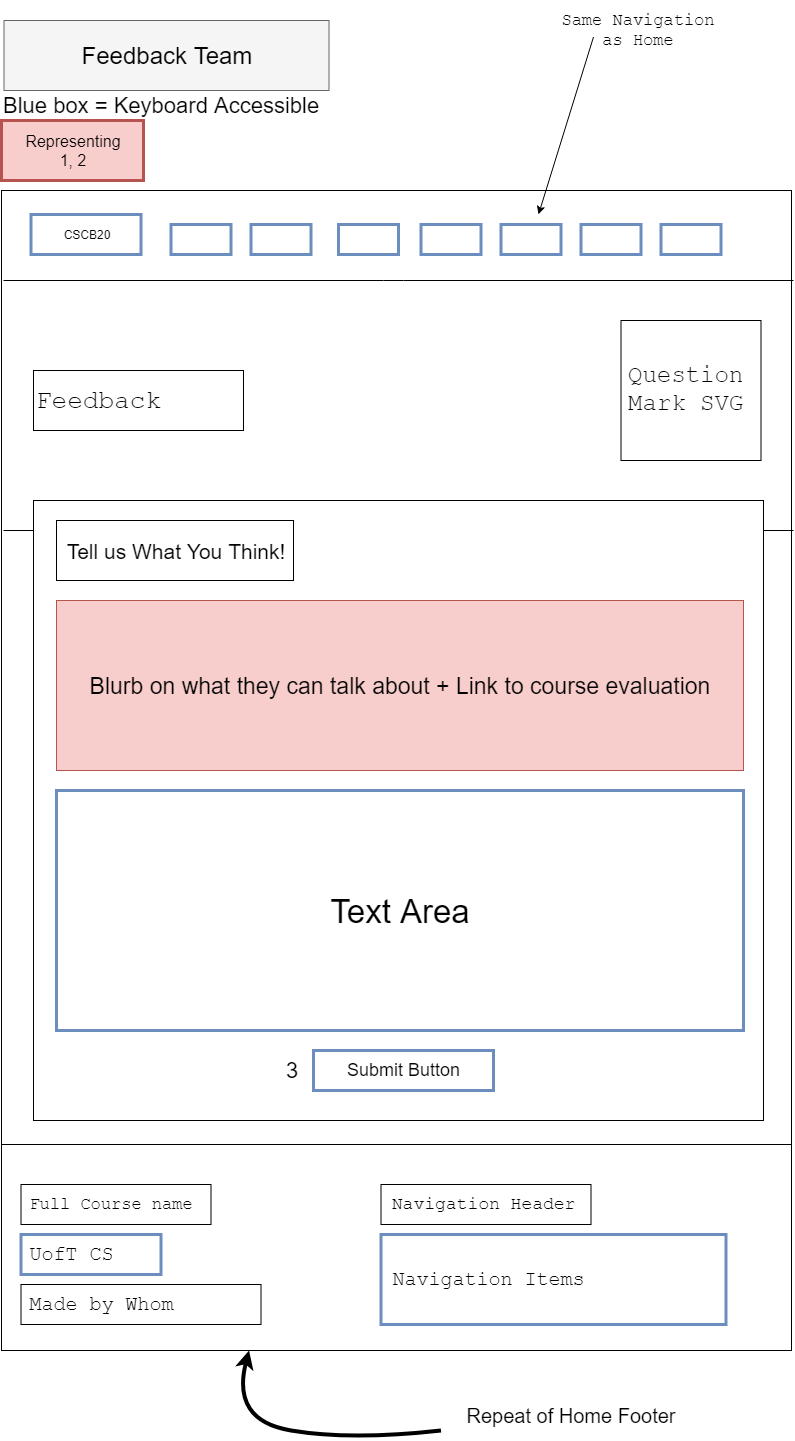 Same Navigation
as Home
Feedback Team
Blue box = Keyboard Accessible
Representing
1, 2
CSCB20
Question
Mark SVG
Feedback
Tell us What You Think!
Blurb on what they can talk about + Link to course evaluation
Text Area
3
Submit Button
Full Course name
Navigation Header
UofT CS
Navigation Items
Made by Whom
Repeat of Home Footer